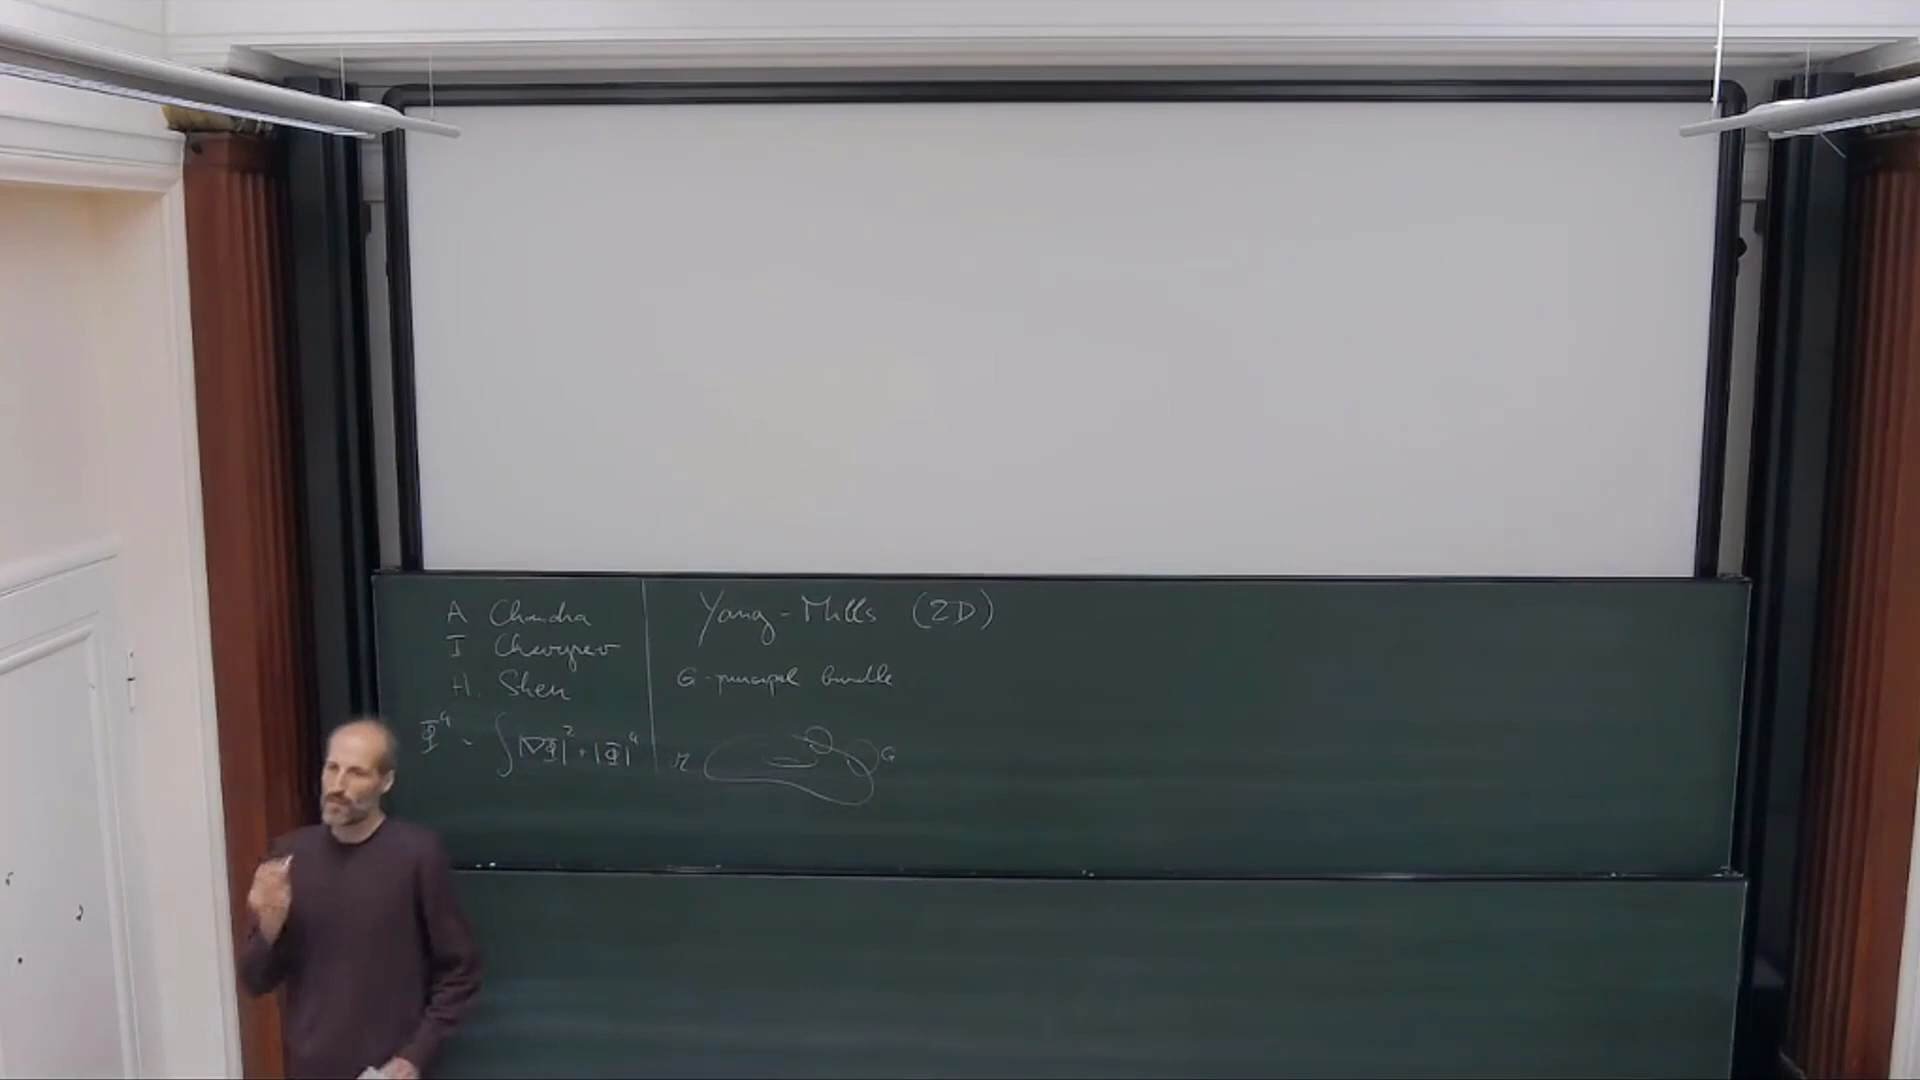 A Chandra
I Chevyrev
H. Shen
Φ⁴ ~ ∫|∇Φ|² + |Φ|⁴
Yang-Mills (2D)
G-principal bundle
G